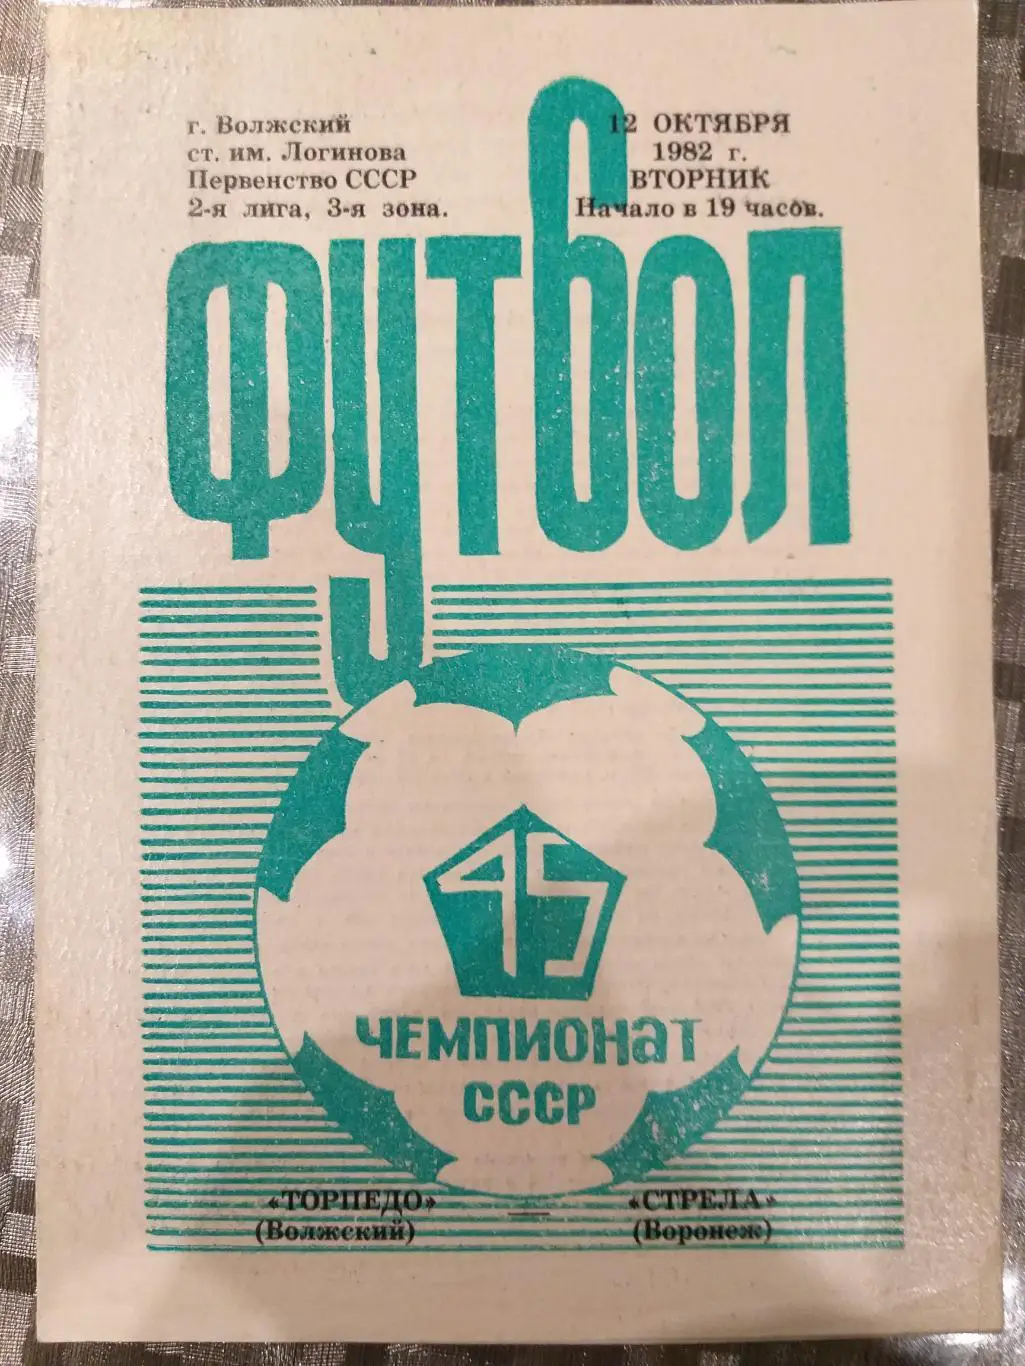 г. Волжский
ст. им. Логинова
Первенство СССР
2-я лига, 3-я зона.
12 ОКТЯБРЯ
1982 г.
ВТОРНИК
Начало в 19 часов.
ФУТБОЛ
45
ЧЕМПИОНАТ
СССР
«ТОРПЕДО» — «СТРЕЛА»
(Волжский) (Воронеж)